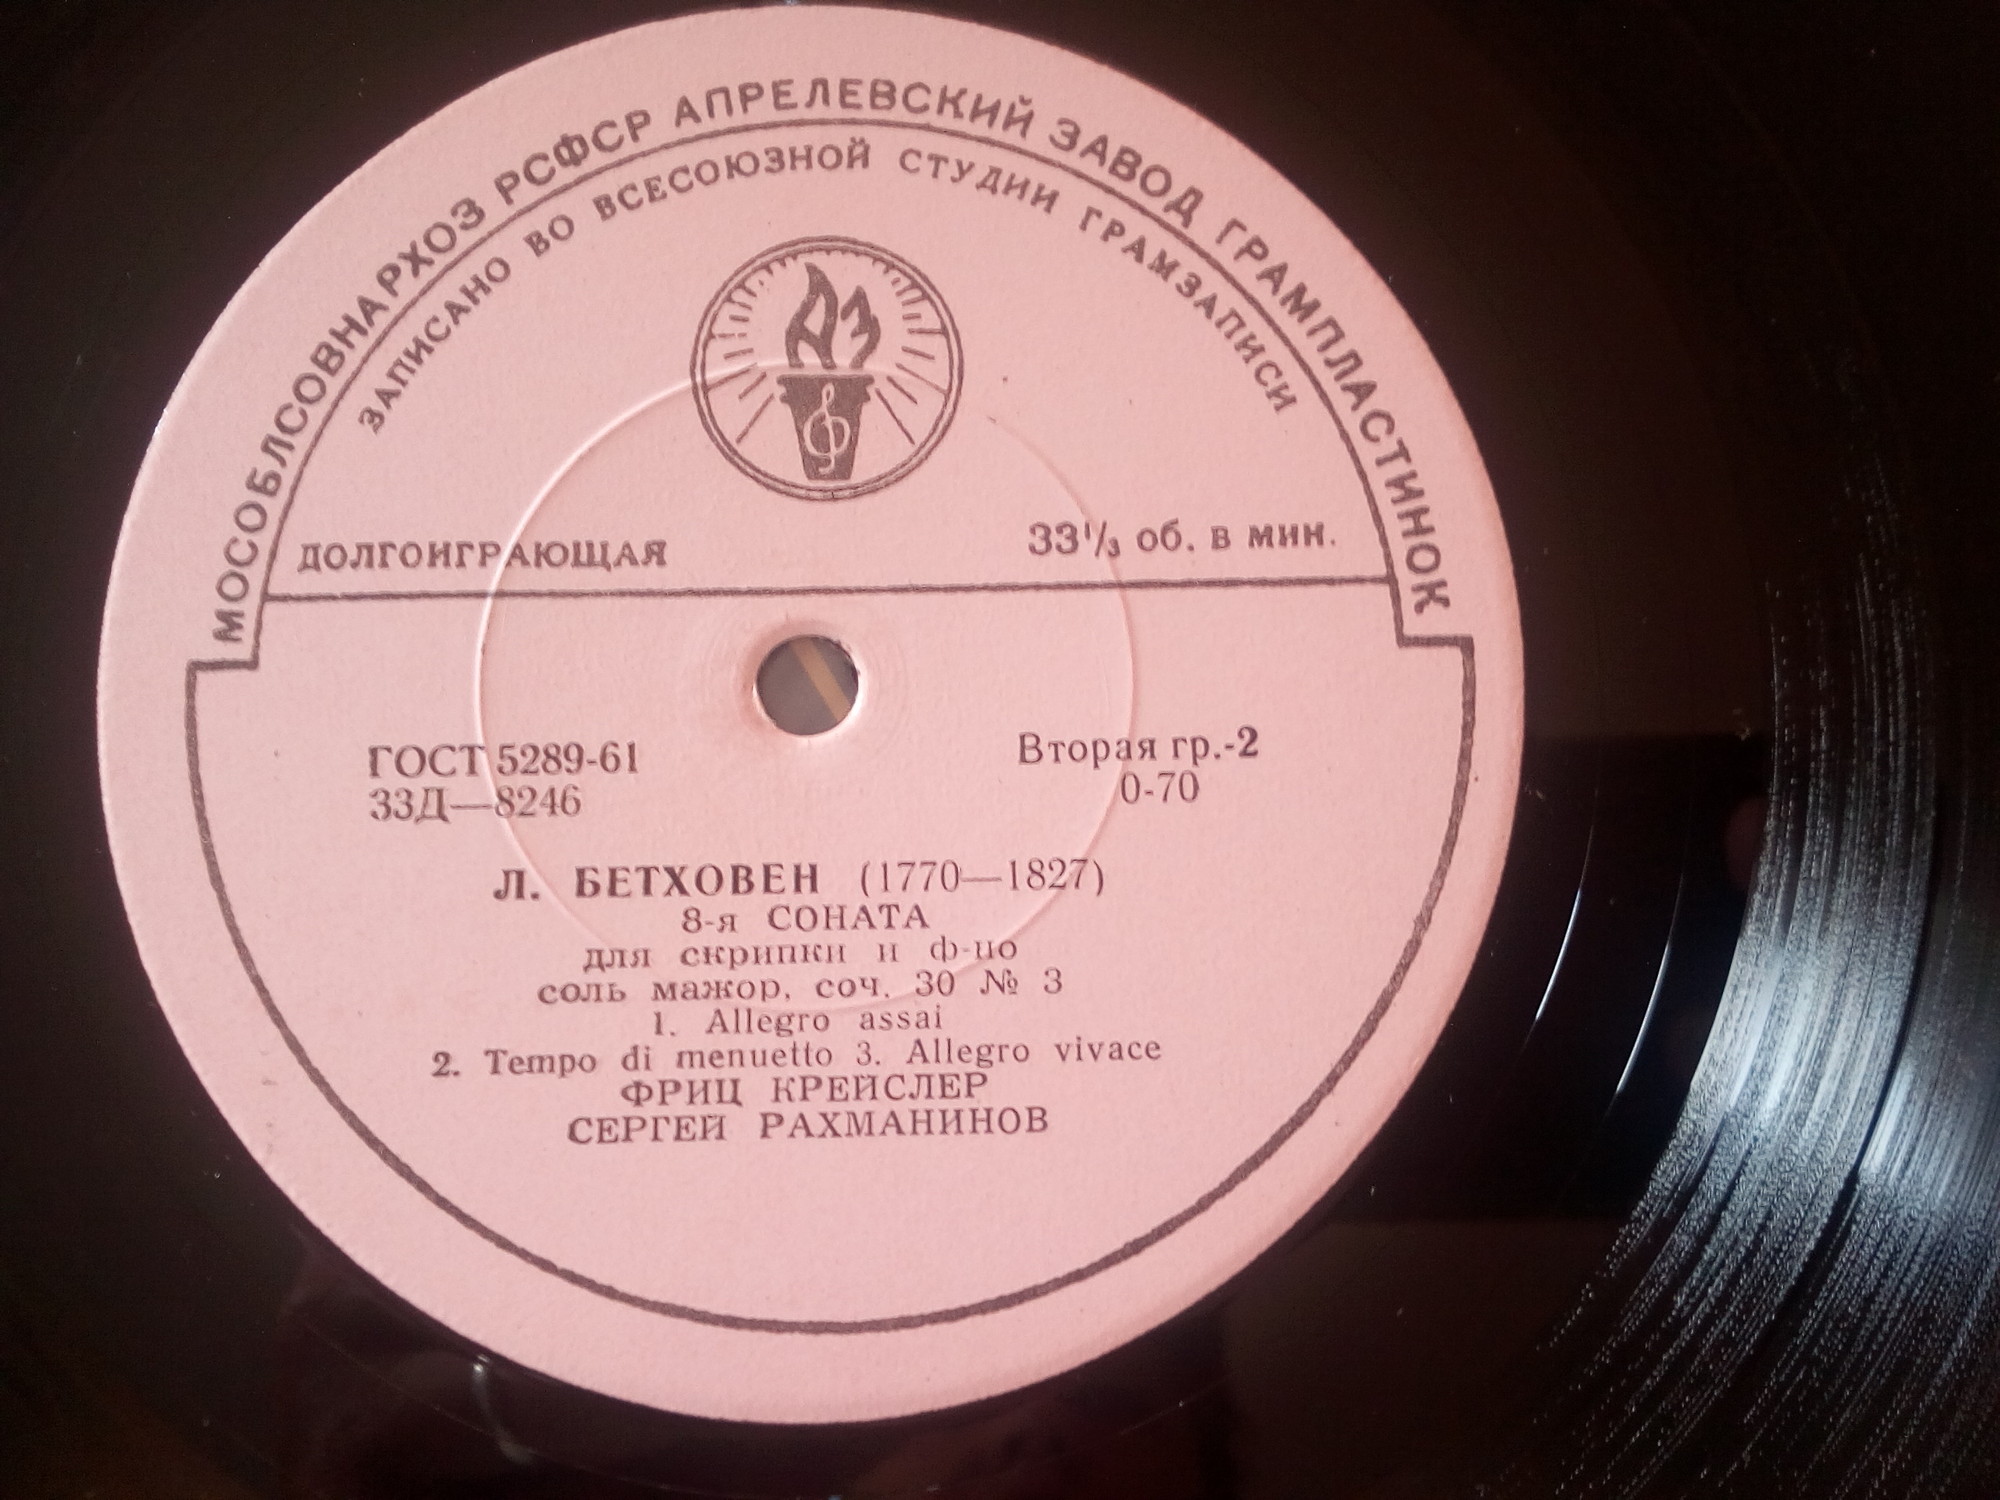 МОСОБЛСОВНАРХОЗ РСФСР АПРЕЛЕВСКИЙ ЗАВОД ГРАМПЛАСТИНОК
ЗАПИСАНО ВО ВСЕСОЮЗНОЙ СТУДИИ ГРАМЗАПИСИ
АЗ
ДОЛГОИГРАЮЩАЯ
33⅓ об. в мин.
ГОСТ 5289-61
33Д—8246
Вторая гр.-2
0-70
Л. БЕТХОВЕН (1770—1827)
8-я СОНАТА
для скрипки и ф-но
соль мажор, соч. 30 № 3
1. Allegro assai
2. Tempo di menuetto 3. Allegro vivace
ФРИЦ КРЕЙСЛЕР
СЕРГЕЙ РАХМАНИНОВ